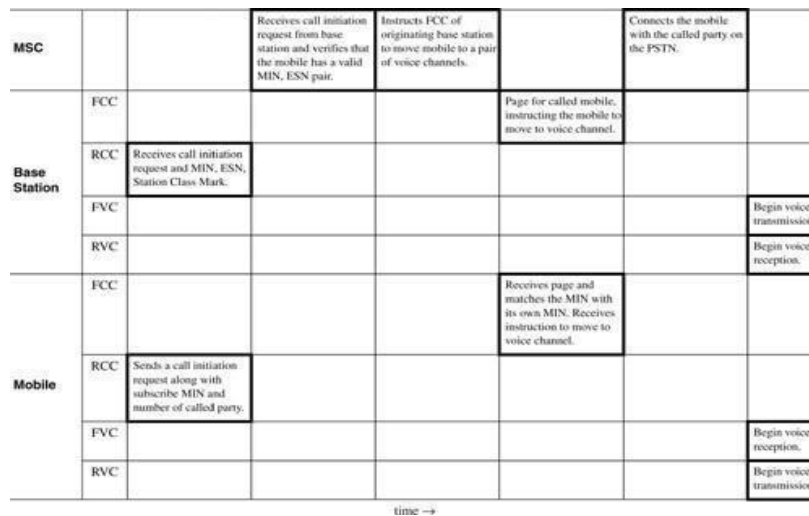 MSC
Receives call initiation
request from base
station and verifies that
the mobile has a valid
MIN, ESN pair.
Instructs FCC of
originating base station
to move mobile to a pair
of voice channels.
Connects the mobile
with the called party on
the PSTN.
Base
Station
FCC
Page for called mobile,
instructing the mobile to
move to voice channel.
RCC
Receives call initiation
request and MIN, ESN,
Station Class Mark.
FVC
Begin voice
transmission
RVC
Begin voice
reception.
Mobile
FCC
Receives page and
matches the MIN with
its own MIN. Receives
instruction to move to
voice channel.
RCC
Sends a call initiation
request along with
subscribe MIN and
number of called party.
FVC
Begin voice
reception.
RVC
Begin voice
transmission
time →